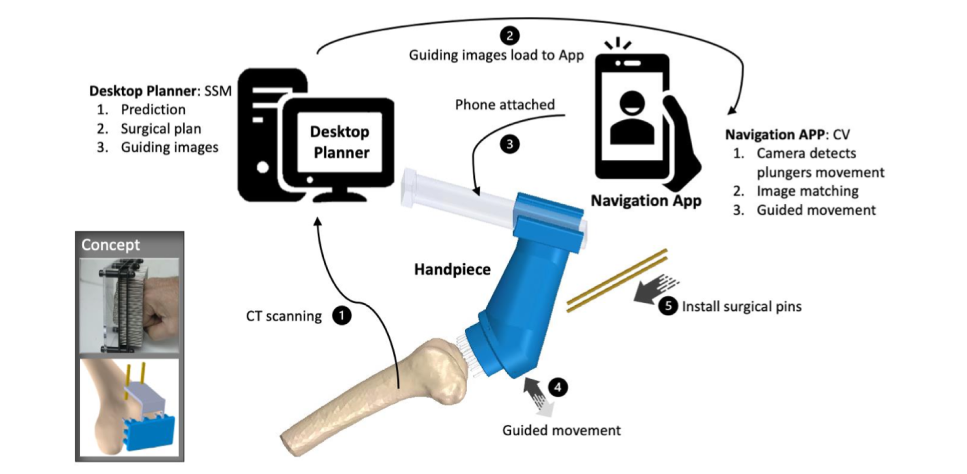 2
Guiding images load to App
Desktop Planner: SSM
1. Prediction
2. Surgical plan
3. Guiding images
Desktop
Planner
Phone attached
3
Navigation App
Navigation APP: CV
1. Camera detects
plungers movement
2. Image matching
3. Guided movement
Concept
Handpiece
CT scanning 1
5 Install surgical pins
4
Guided movement